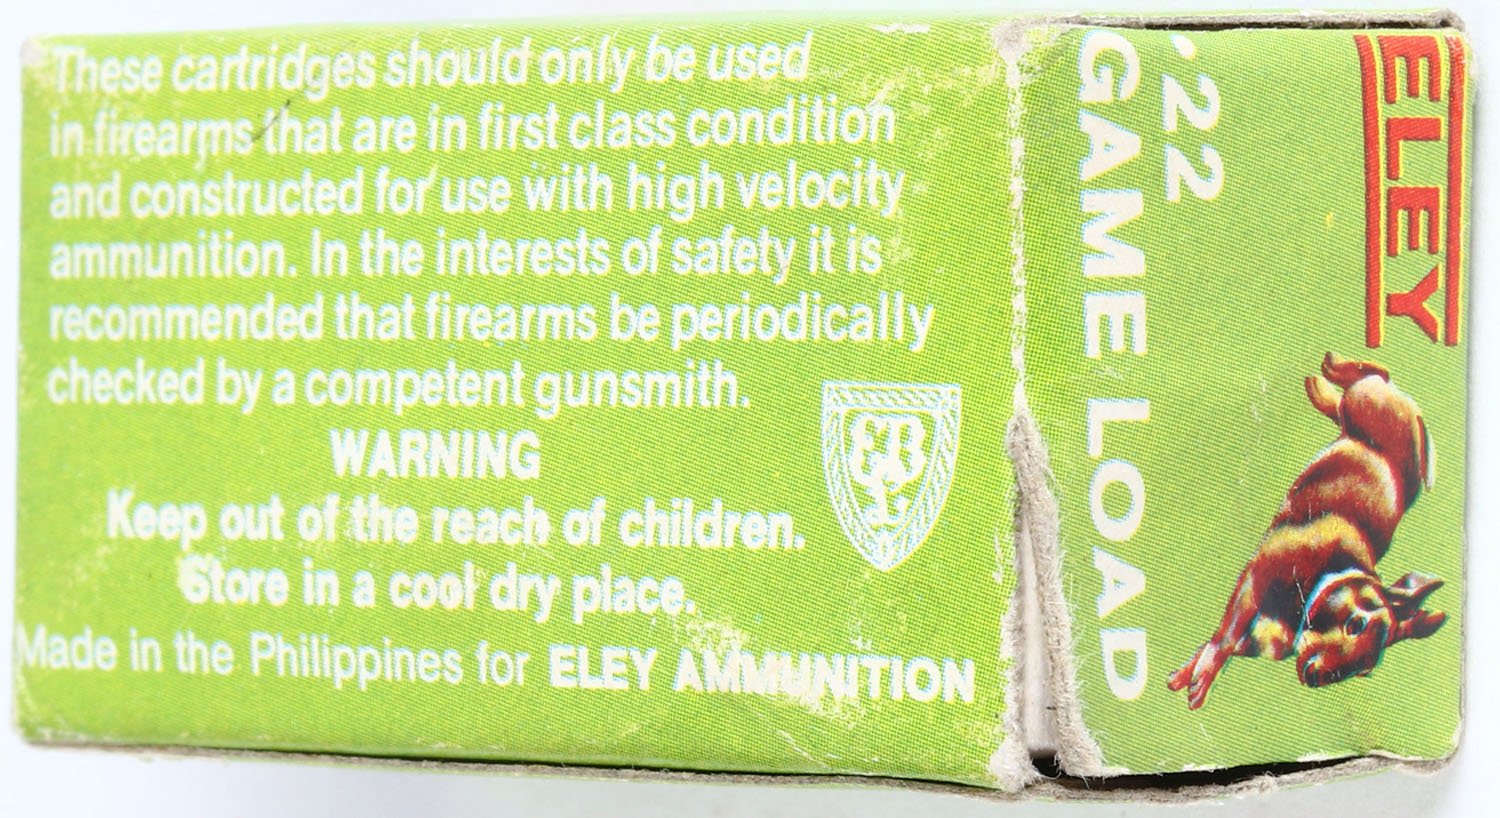 These cartridges should only be used
in firearms that are in first class condition
and constructed for use with high velocity
ammunition. In the interests of safety it is
recommended that firearms be periodically
checked by a competent gunsmith.
WARNING
Keep out of the reach of children.
Store in a cool dry place.
Made in the Philippines for ELEY AMMUNITION
EBL
ELEY
.22
GAME LOAD